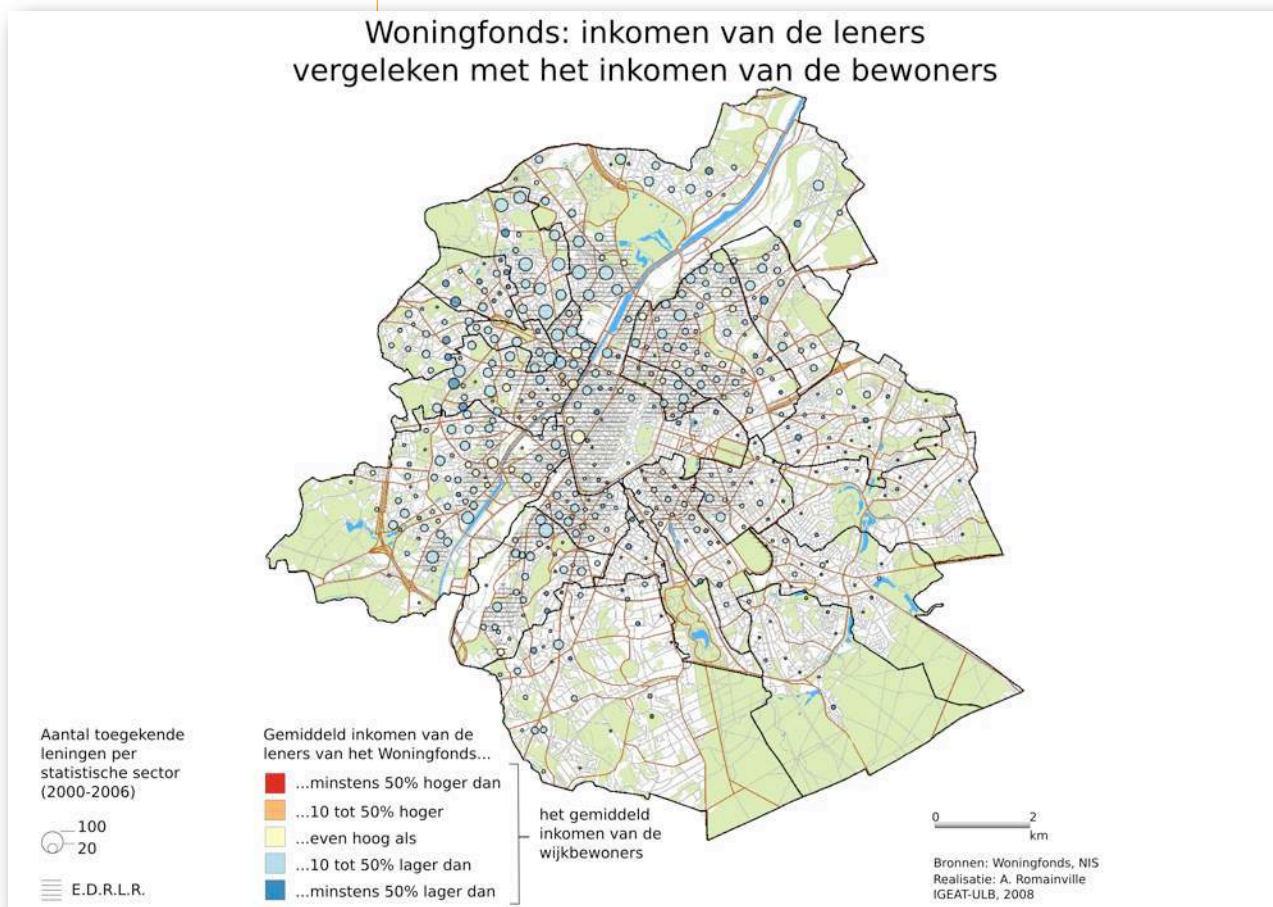 Woningfonds: inkomen van de leners
vergeleken met het inkomen van de bewoners
Aantal toegekende
leningen per
statistische sector
(2000-2006)
100
20
E.D.R.L.R.
Gemiddeld inkomen van de
leners van het Woningfonds...
...minstens 50% hoger dan
...10 tot 50% hoger
...even hoog als
...10 tot 50% lager dan
...minstens 50% lager dan
het gemiddeld
inkomen van de
wijkbewoners
0 2
km
Bronnen: Woningfonds, NIS
Realisatie: A. Romainville
IGEAT-ULB, 2008